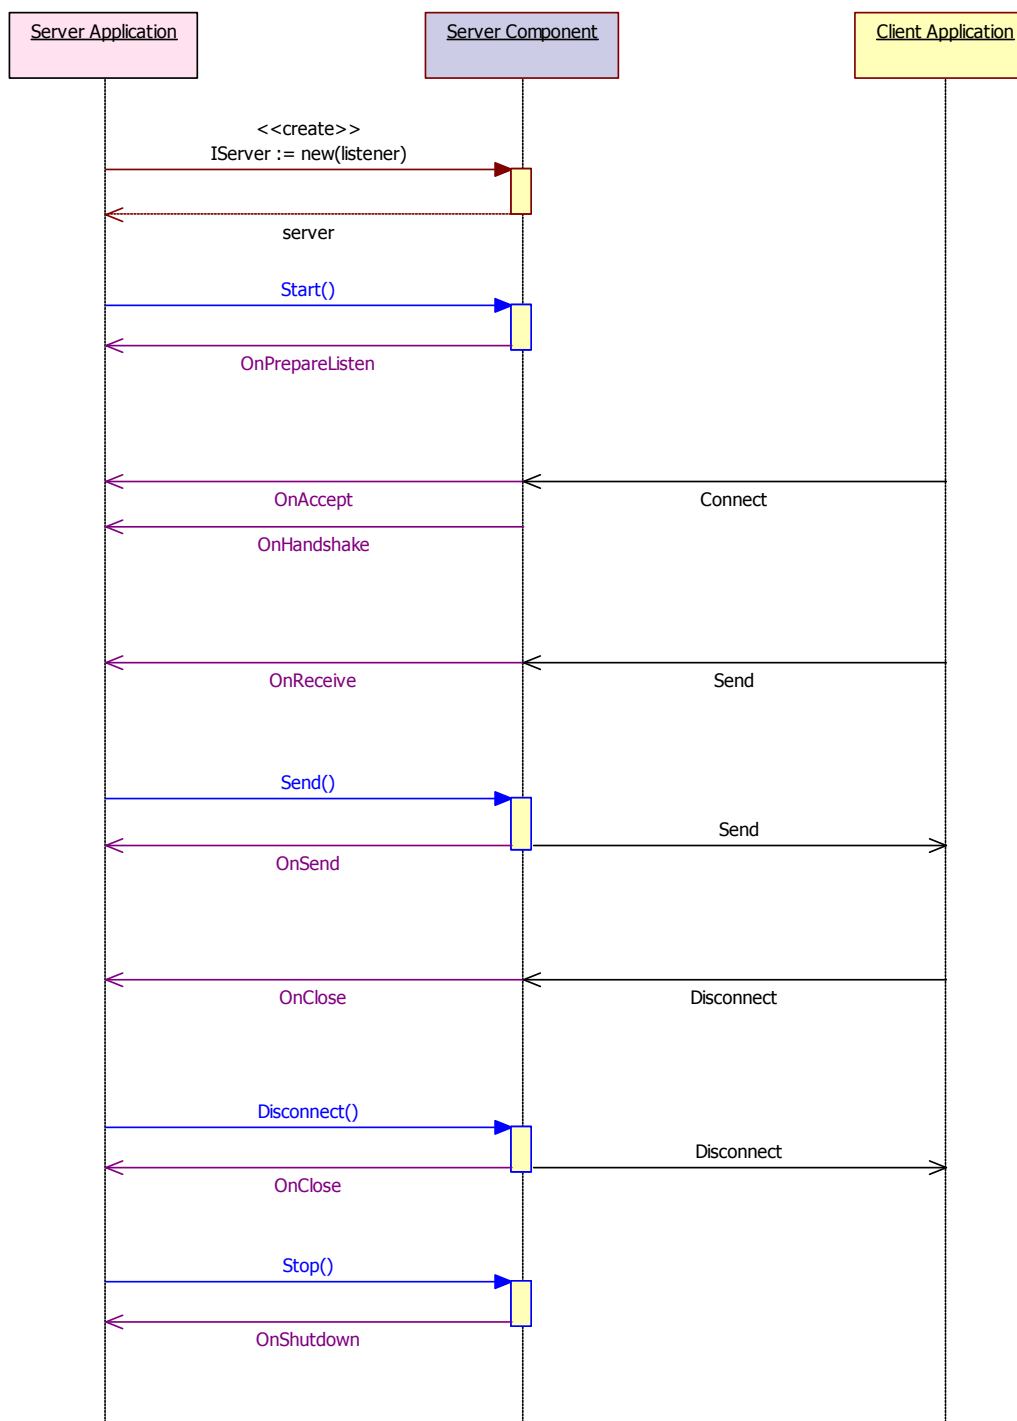 Server Application
Server Component
Client Application
<<create>>
IServer := new(listener)
server
Start()
OnPrepareListen
OnAccept
Connect
OnHandshake
OnReceive
Send
Send()
Send
OnSend
OnClose
Disconnect
Disconnect()
Disconnect
OnClose
Stop()
OnShutdown